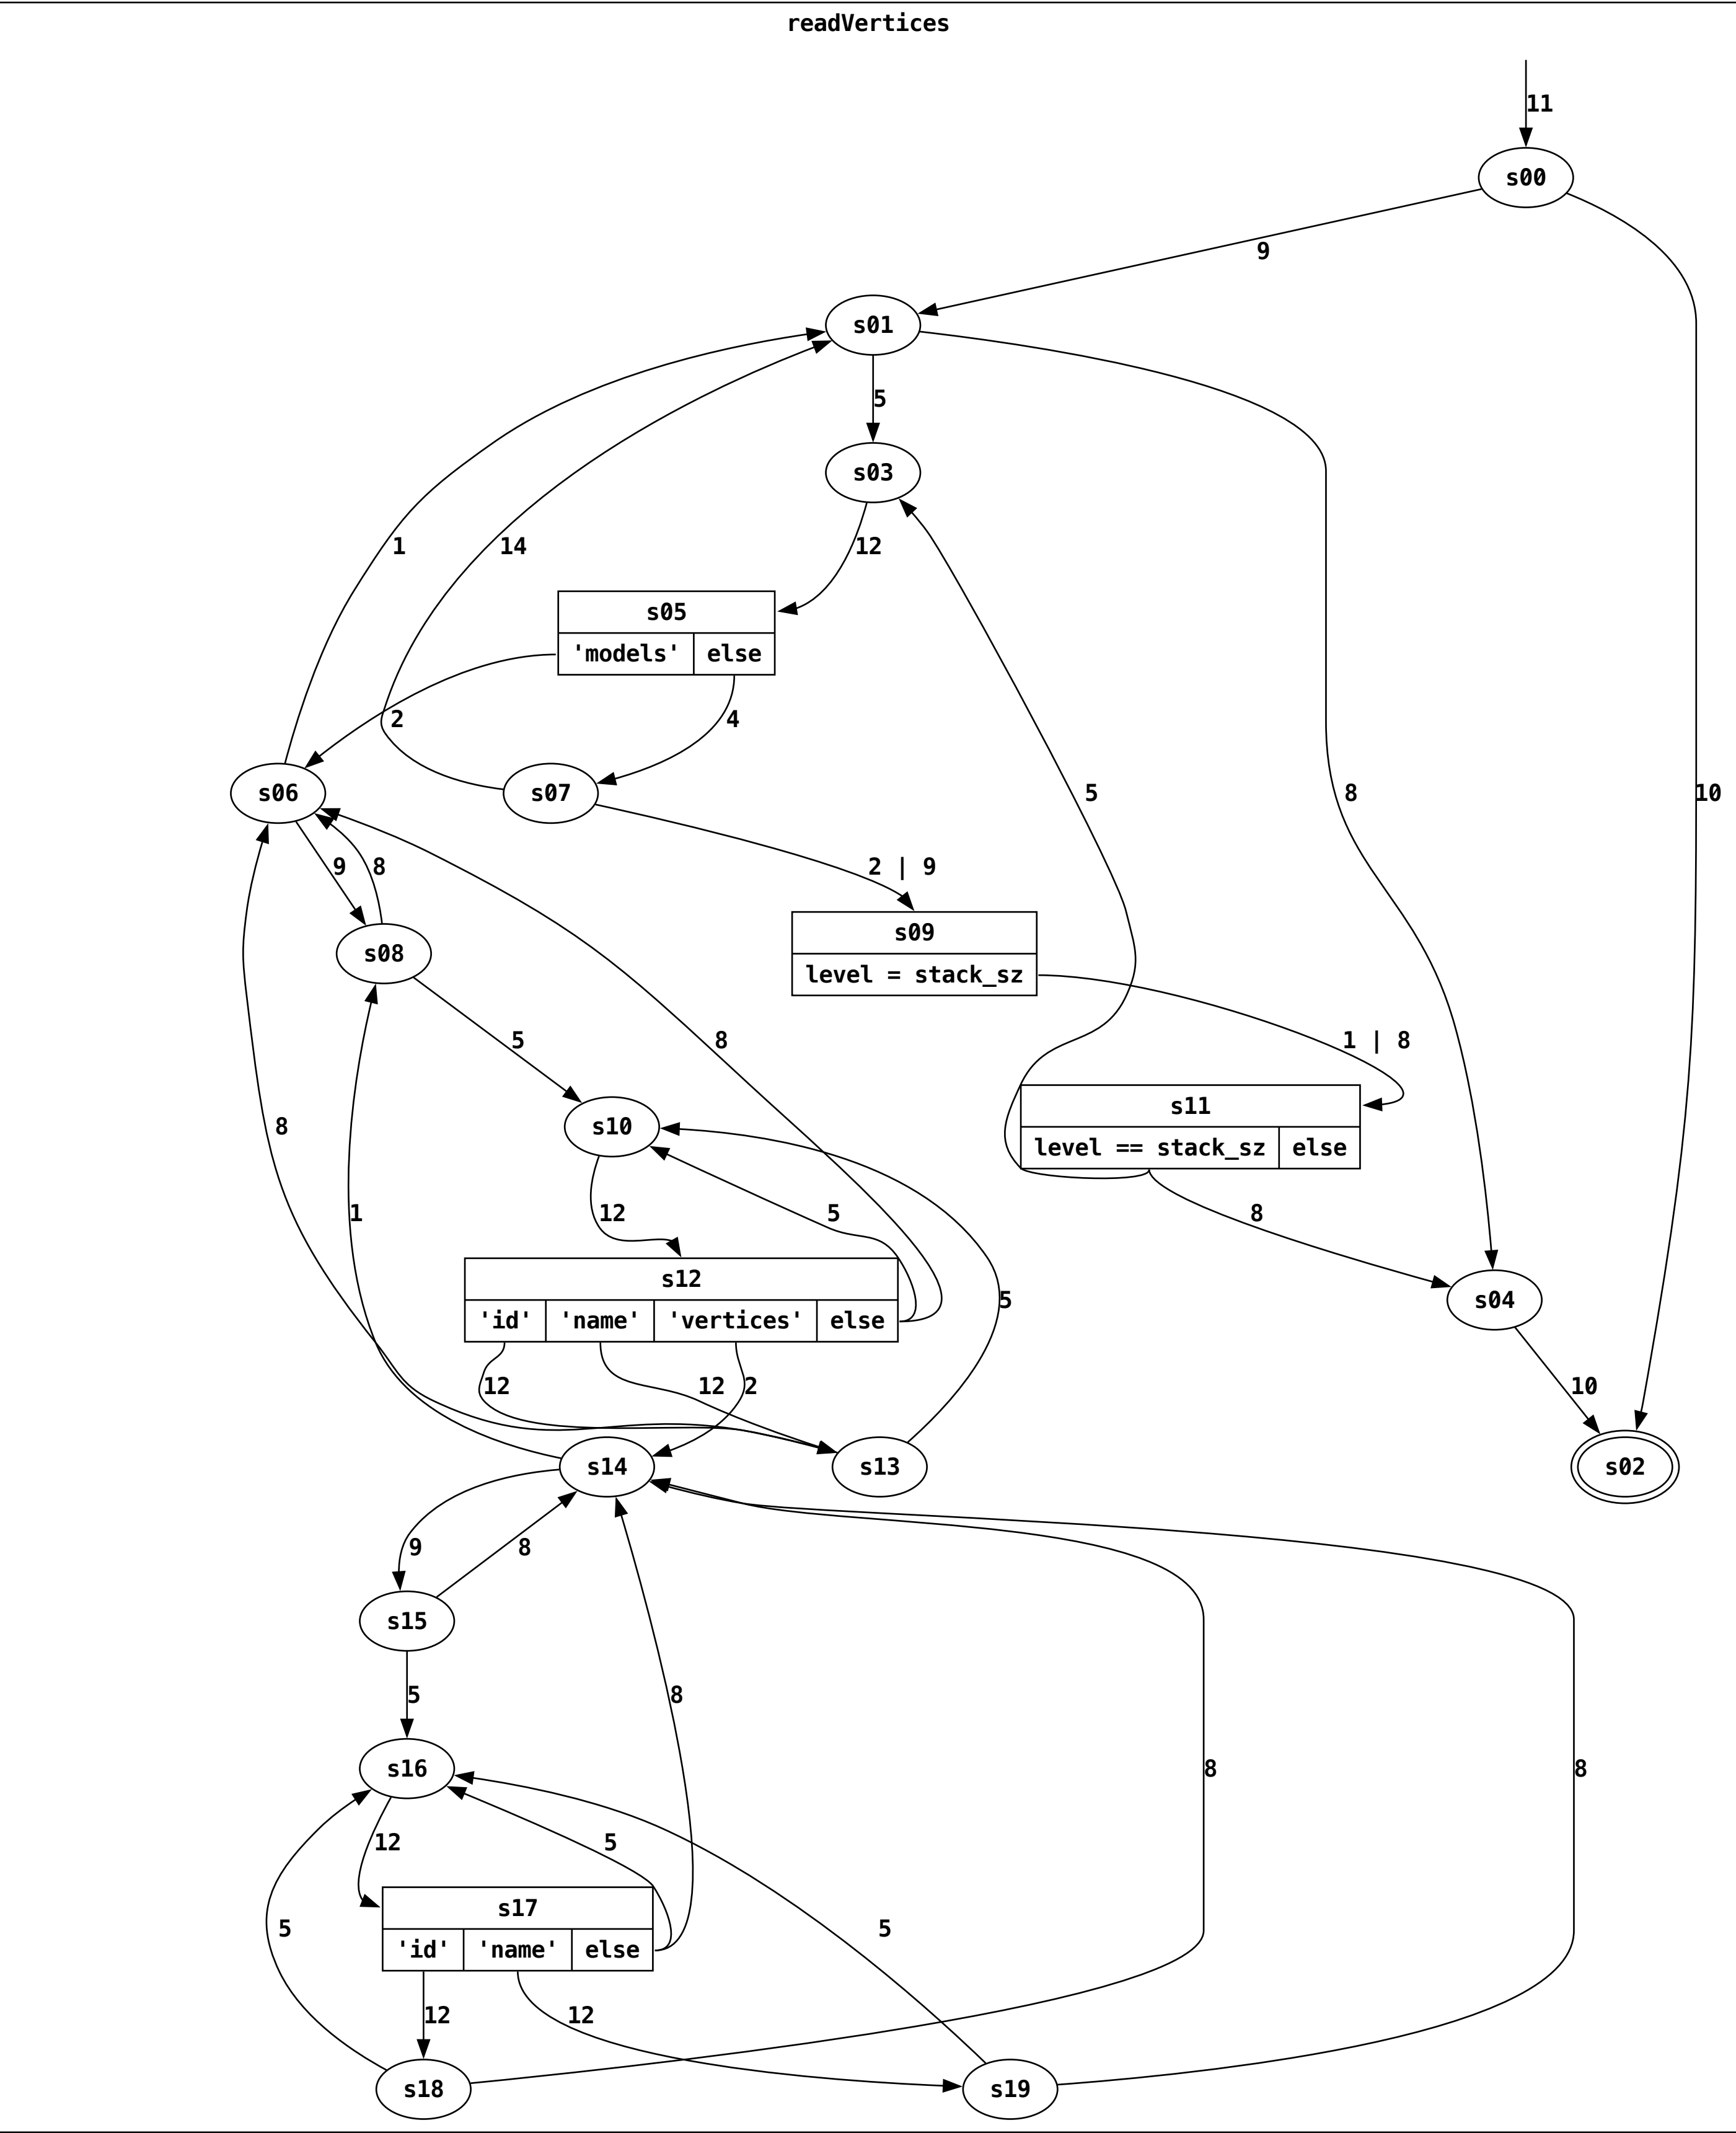 readVertices
11
s00
9
s01
5
s03
12
14
1
s05
'models' else
2
4
s06
s07
5
8
10
9
8
2 | 9
s09
s08
level = stack_sz
5
8
1 | 8
s11
s10
8
level == stack_sz else
1
12
5
8
s12
s04
5
'id' 'name' 'vertices' else
12
12
2
10
s14
s13
s02
9
8
s15
5
8
s16
8
8
12
5
s17
5
5
'id' 'name' else
12
12
s18
s19